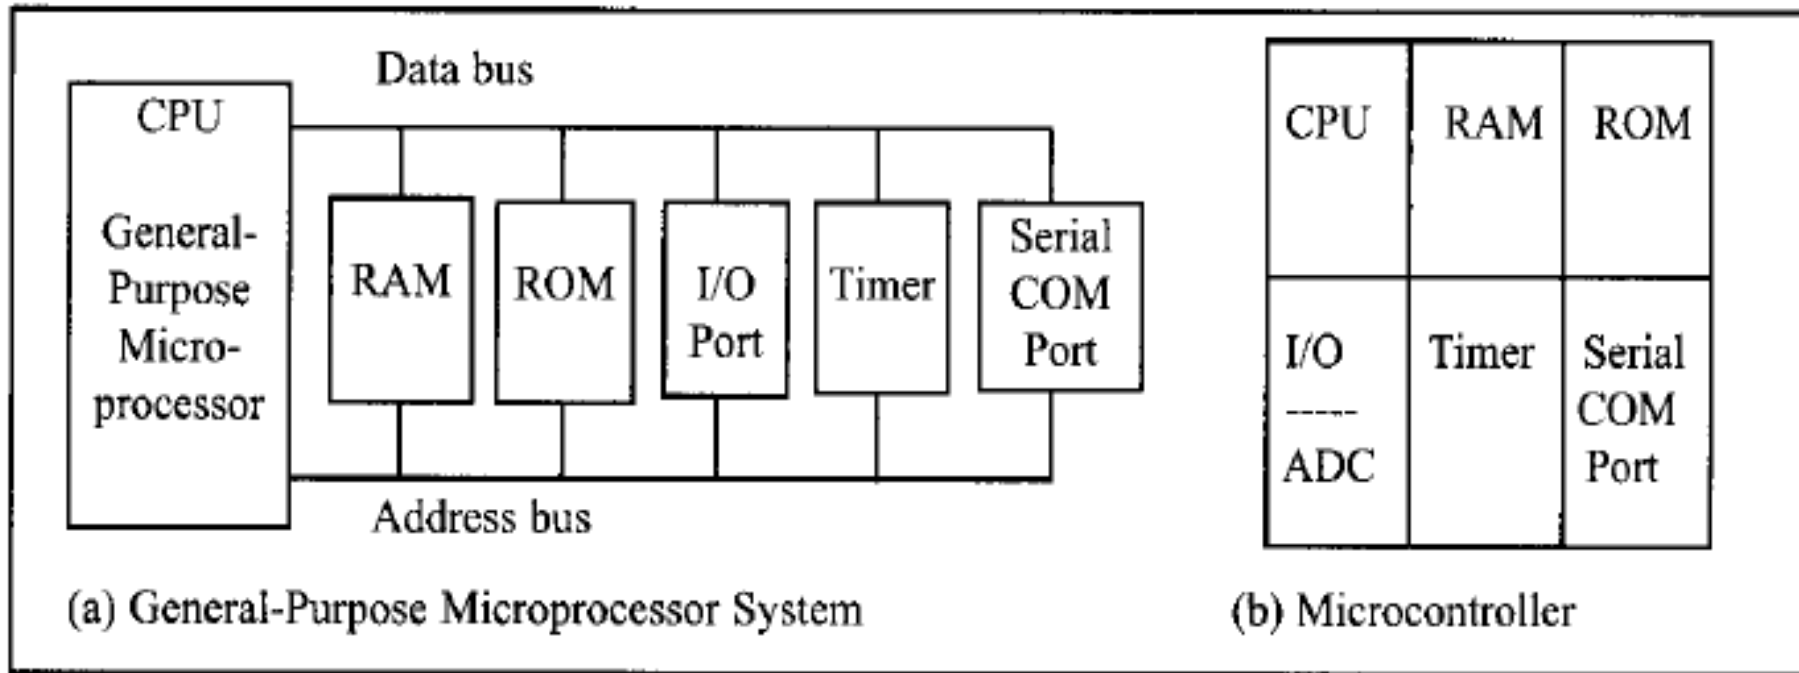 Data bus
CPU
General-
Purpose
Micro-
processor
RAM
ROM
I/O
Port
Timer
Serial
COM
Port
Address bus
(a) General-Purpose Microprocessor System
CPU
RAM
ROM
I/O
-----
ADC
Timer
Serial
COM
Port
(b) Microcontroller